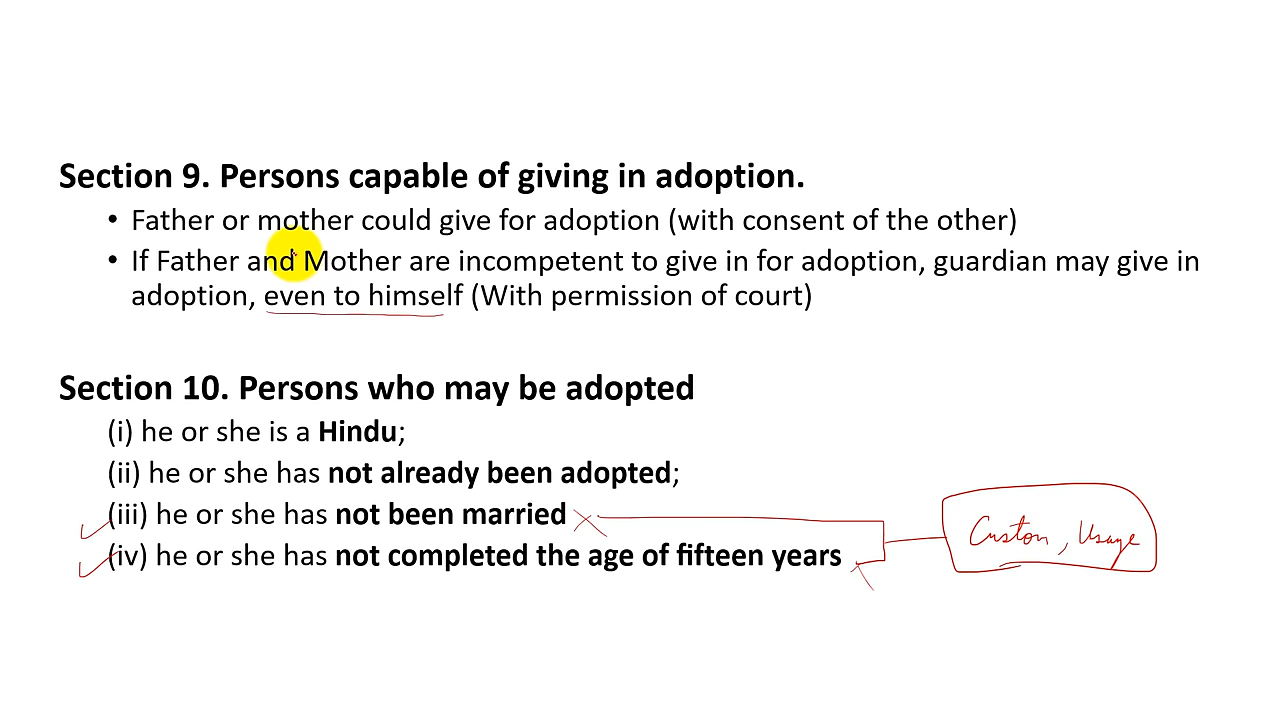 Section 9. Persons capable of giving in adoption.
• Father or mother could give for adoption (with consent of the other)
• If Father and Mother are incompetent to give in for adoption, guardian may give in
adoption, even to himself (With permission of court)
Section 10. Persons who may be adopted
(i) he or she is a Hindu;
(ii) he or she has not already been adopted;
(iii) he or she has not been married
(iv) he or she has not completed the age of fifteen years
Custom, Usage